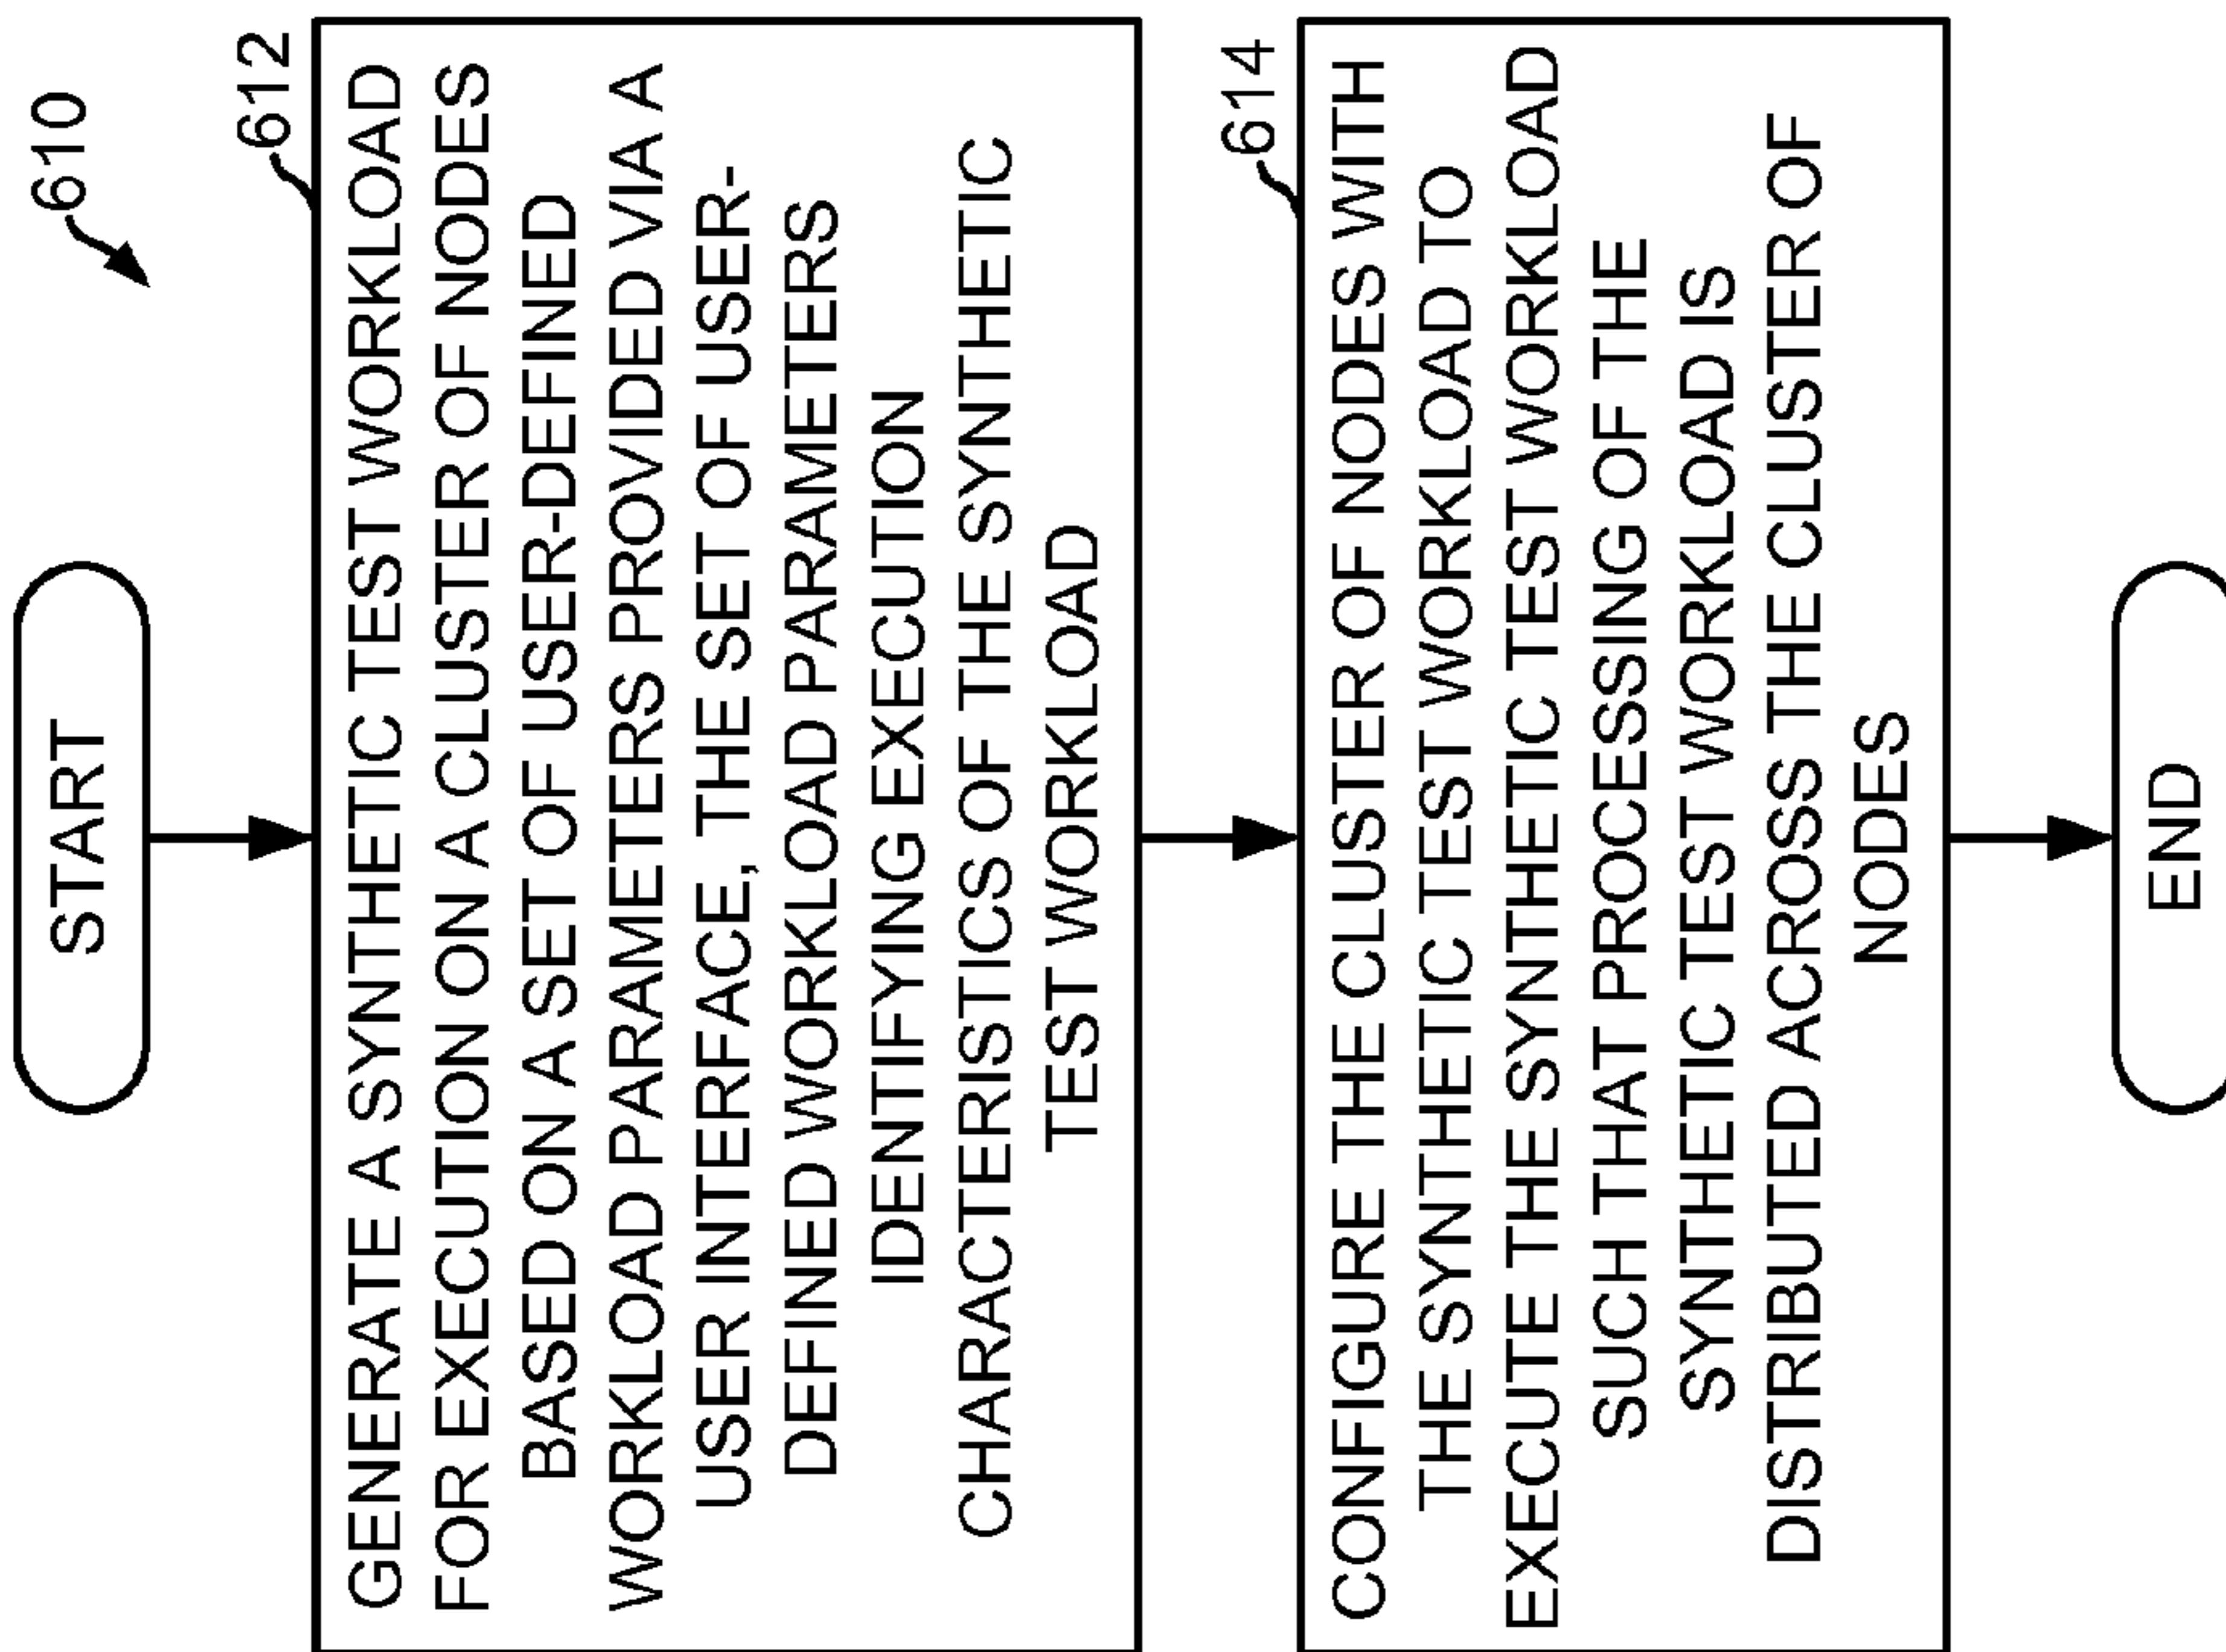 610
START
612
GENERATE A SYNTHETIC TEST WORKLOAD
FOR EXECUTION ON A CLUSTER OF NODES
BASED ON A SET OF USER-DEFINED
WORKLOAD PARAMETERS PROVIDED VIA A
USER INTERFACE, THE SET OF USER-
DEFINED WORKLOAD PARAMETERS
IDENTIFYING EXECUTION
CHARACTERISTICS OF THE SYNTHETIC
TEST WORKLOAD
614
CONFIGURE THE CLUSTER OF NODES WITH
THE SYNTHETIC TEST WORKLOAD TO
EXECUTE THE SYNTHETIC TEST WORKLOAD
SUCH THAT PROCESSING OF THE
SYNTHETIC TEST WORKLOAD IS
DISTRIBUTED ACROSS THE CLUSTER OF
NODES
END